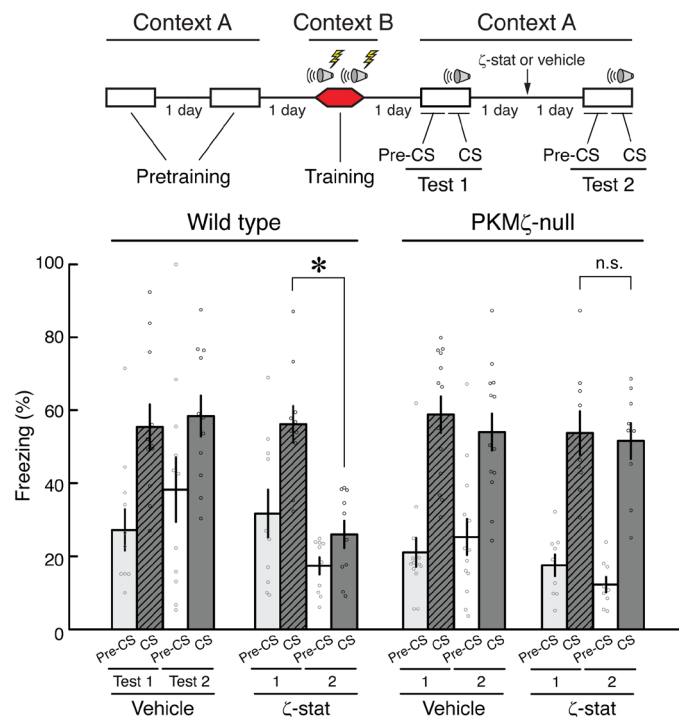 Context A Context B Context A
ζ-stat or vehicle
1 day 1 day 1 day 1 day 1 day
Pre-CS CS Pre-CS CS
Pretraining Training Test 1 Test 2
Wild type PKMζ-null
100
80
60
40
20
0
Freezing (%)
* n.s.
Pre-CS CS Pre-CS CS Pre-CS CS Pre-CS CS Pre-CS CS Pre-CS CS Pre-CS CS Pre-CS CS
Test 1 Test 2 1 2 1 2 1 2
Vehicle ζ-stat Vehicle ζ-stat